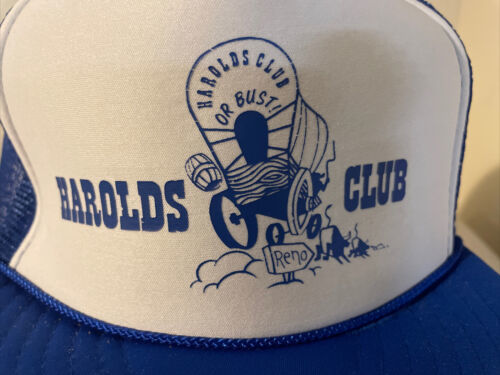 HAROLDS CLUB
OR BUST!
HAROLDS CLUB
Reno